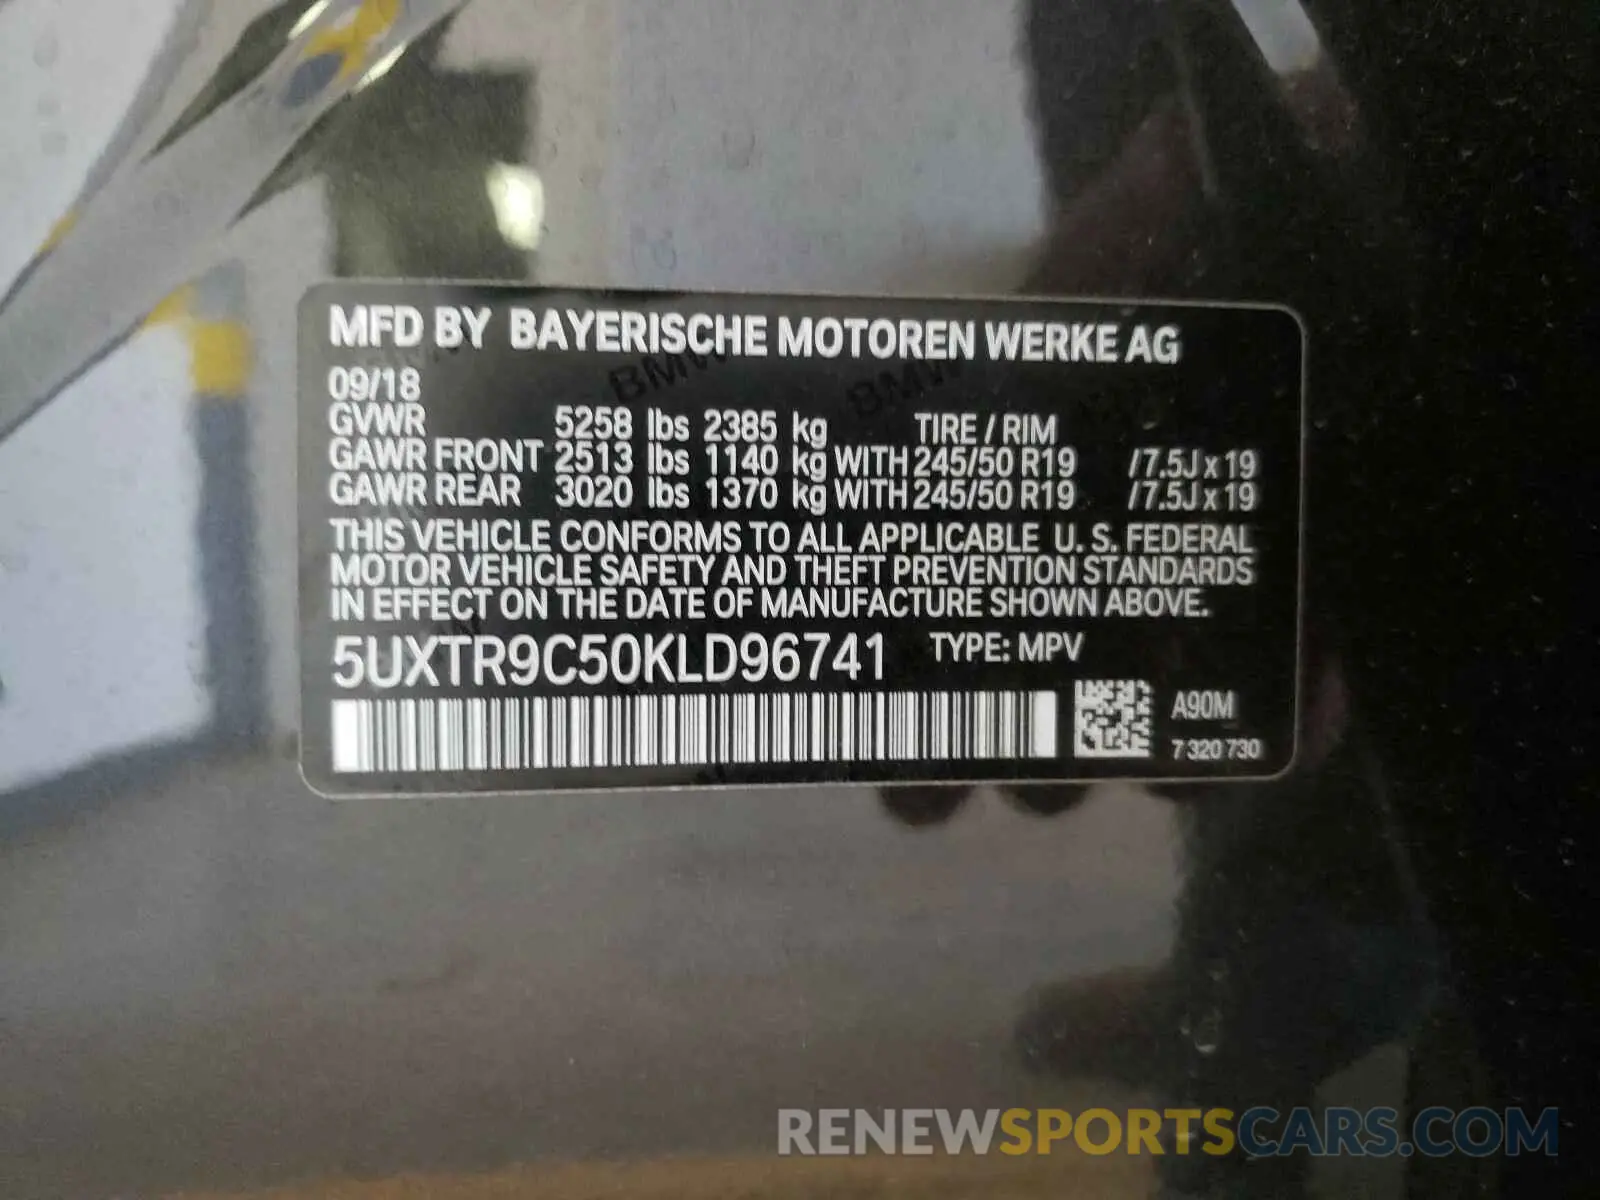 MFD BY BAYERISCHE MOTOREN WERKE AG
09/18
GVWR 5258 lbs 2385 kg TIRE / RIM
GAWR FRONT 2513 lbs 1140 kg WITH 245/50 R19 /7.5J x 19
GAWR REAR 3020 lbs 1370 kg WITH 245/50 R19 /7.5J x 19
THIS VEHICLE CONFORMS TO ALL APPLICABLE U. S. FEDERAL
MOTOR VEHICLE SAFETY AND THEFT PREVENTION STANDARDS
IN EFFECT ON THE DATE OF MANUFACTURE SHOWN ABOVE.
5UXTR9C50KLD96741 TYPE: MPV
A90M
7 320 730
BMW BMW
RENEWSPORTSCARS.COM